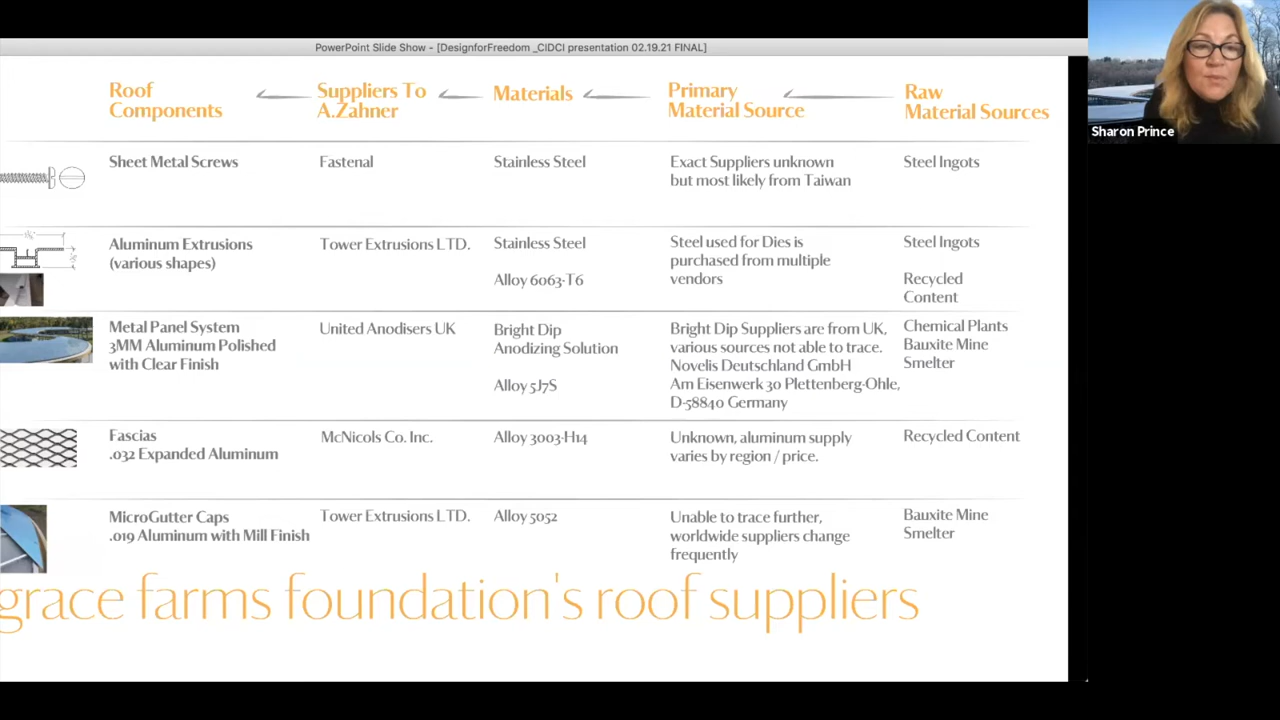 PowerPoint Slide Show - [DesignforFreedom _CIDCI presentation 02.19.21 FINAL]
Sharon Prince
Roof
Components
Suppliers To
A.Zahner
Materials
Primary
Material Source
Raw
Material Sources
Sheet Metal Screws
Fastenal
Stainless Steel
Exact Suppliers unknown
but most likely from Taiwan
Steel Ingots
Aluminum Extrusions
(various shapes)
Tower Extrusions LTD.
Stainless Steel
Alloy 6063-T6
Steel used for Dies is
purchased from multiple
vendors
Steel Ingots
Recycled
Content
Metal Panel System
3MM Aluminum Polished
with Clear Finish
United Anodisers UK
Bright Dip
Anodizing Solution
Alloy 5J7S
Bright Dip Suppliers are from UK,
various sources not able to trace.
Novelis Deutschland GmbH
Am Eisenwerk 30 Plettenberg-Ohle,
D-58840 Germany
Chemical Plants
Bauxite Mine
Smelter
Fascias
.032 Expanded Aluminum
McNicols Co. Inc.
Alloy 3003-H14
Unknown, aluminum supply
varies by region / price.
Recycled Content
MicroGutter Caps
.019 Aluminum with Mill Finish
Tower Extrusions LTD.
Alloy 5052
Unable to trace further,
worldwide suppliers change
frequently
Bauxite Mine
Smelter
grace farms foundation's roof suppliers